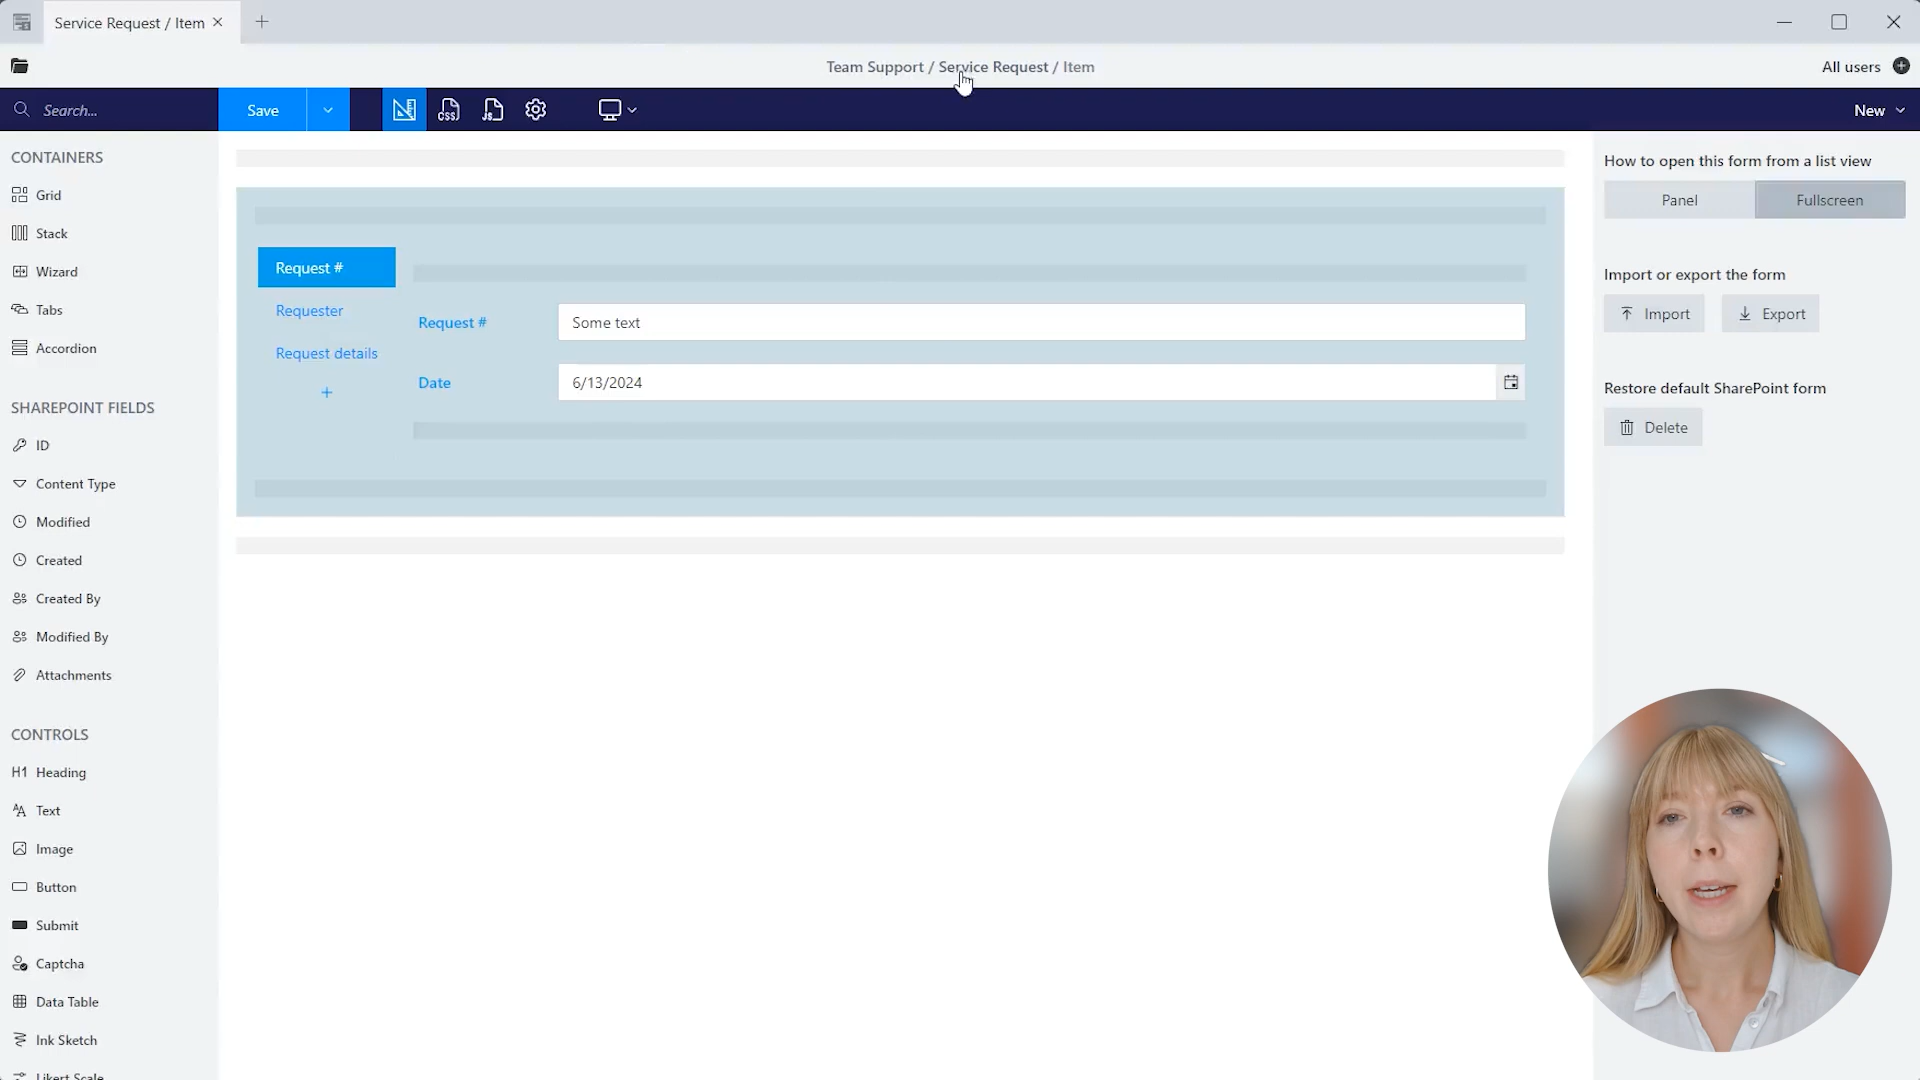 Service Request / Item
Team Support / Service Request / Item
All users
Search...
Save
CSS
JS
New
CONTAINERS
Grid
Stack
Wizard
Tabs
Accordion
SHAREPOINT FIELDS
ID
Content Type
Modified
Created
Created By
Modified By
Attachments
CONTROLS
H1 Heading
Text
Image
Button
Submit
Captcha
Data Table
Ink Sketch
Likert Scale
Request #
Requester
Request details
+
Request #
Some text
Date
6/13/2024
How to open this form from a list view
Panel
Fullscreen
Import or export the form
Import
Export
Restore default SharePoint form
Delete